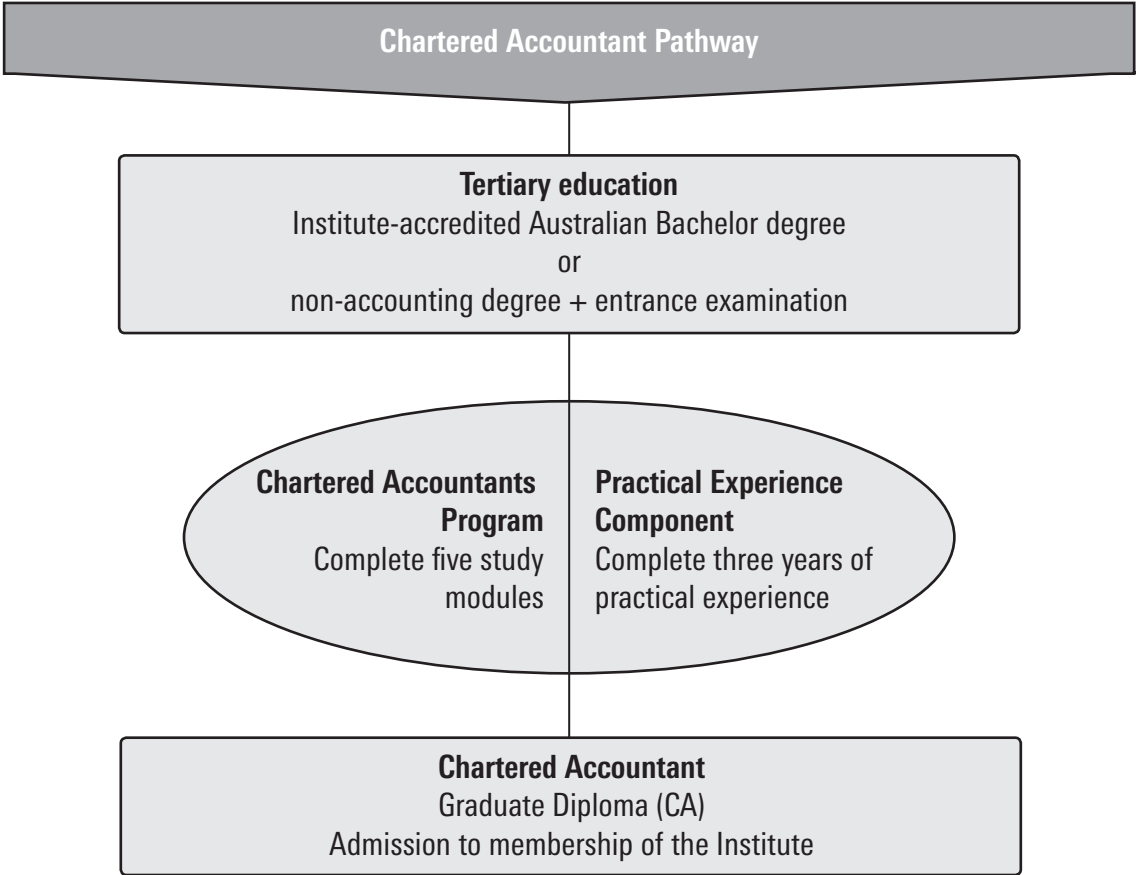 Chartered Accountant Pathway
Tertiary education
Institute-accredited Australian Bachelor degree
or
non-accounting degree + entrance examination
Chartered Accountants
Program
Complete five study
modules
Practical Experience
Component
Complete three years of
practical experience
Chartered Accountant
Graduate Diploma (CA)
Admission to membership of the Institute